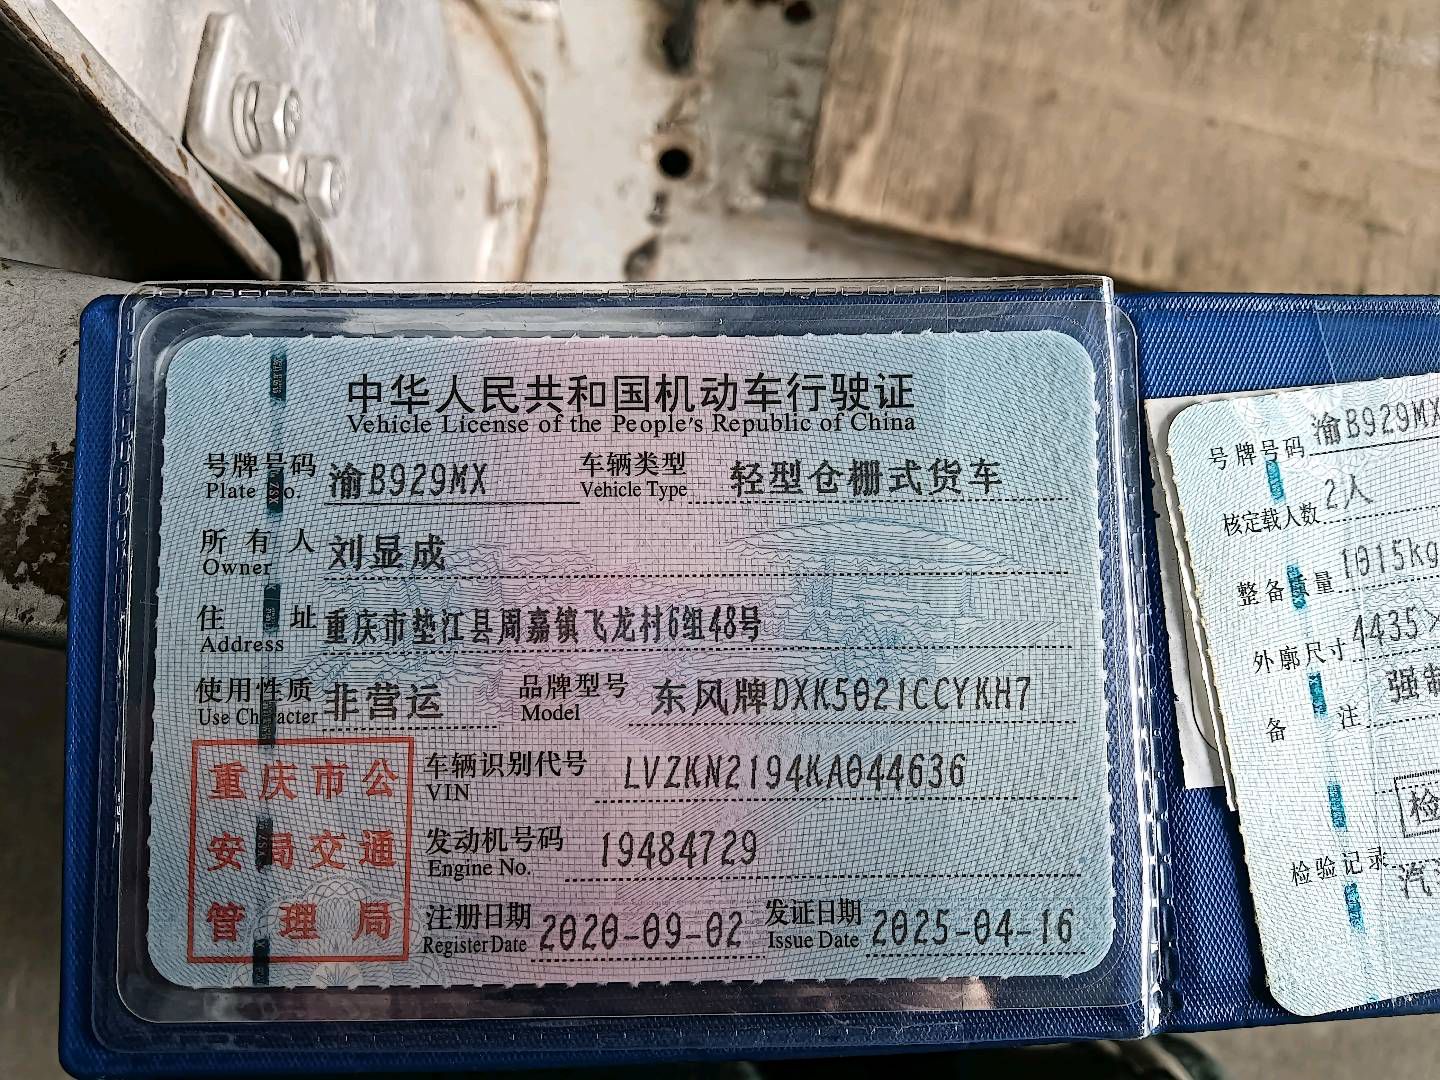 中华人民共和国机动车行驶证
Vehicle License of the People's Republic of China
号牌号码 渝B929MX 车辆类型 轻型仓栅式货车
Plate No. Vehicle Type
所有人 刘显成
Owner
住址 重庆市垫江县周嘉镇飞龙村6组48号
Address
使用性质 非营运 品牌型号 东风牌DXK5021CCYKH7
Use Character Model
重庆市公
安局交通
管理局
车辆识别代号 LVZKN2194KA044636
VIN
发动机号码 19484729
Engine No.
注册日期 2020-09-02 发证日期 2025-04-16
Register Date Issue Date
号牌号码 渝B929MX
核定载人数 2人
整备质量 1015kg
外廓尺寸 4435×
备注 强制
检
检验记录 汽